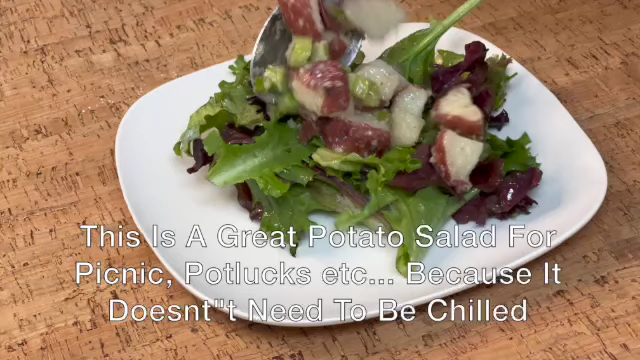 This Is A Great Potato Salad For
Picnic, Potlucks etc... Because It
Doesnt"t Need To Be Chilled